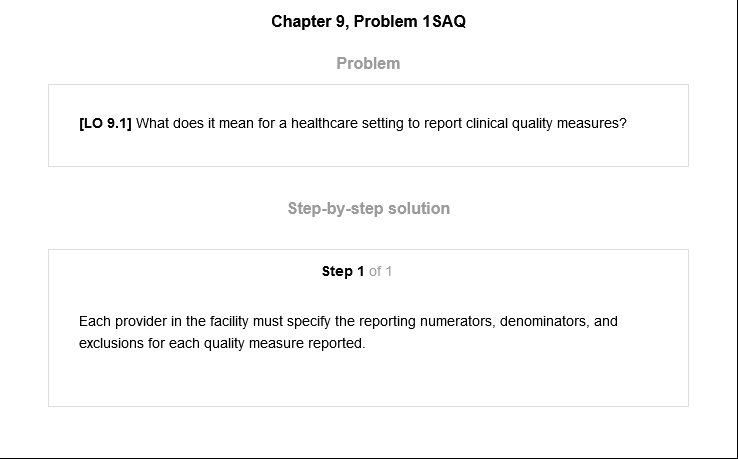 Chapter 9, Problem 1SAQ
Problem
[LO 9.1] What does it mean for a healthcare setting to report clinical quality measures?
Step-by-step solution
Step 1 of 1
Each provider in the facility must specify the reporting numerators, denominators, and
exclusions for each quality measure reported.